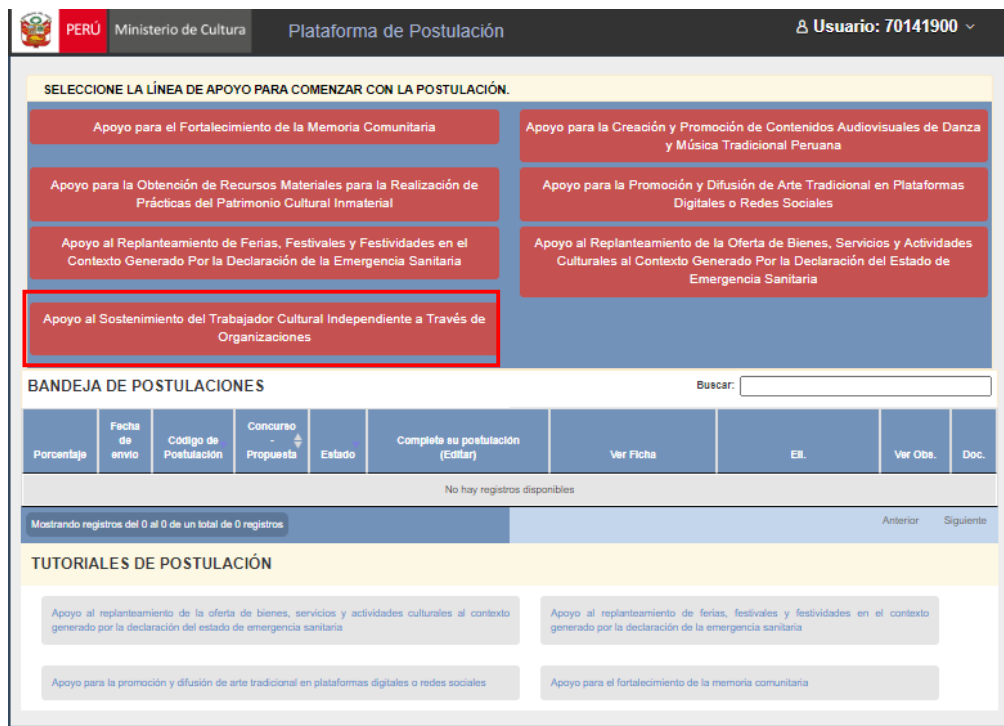 PERÚ Ministerio de Cultura Plataforma de Postulación Usuario: 70141900
SELECCIONE LA LÍNEA DE APOYO PARA COMENZAR CON LA POSTULACIÓN.
Apoyo para el Fortalecimiento de la Memoria Comunitaria
Apoyo para la Creación y Promoción de Contenidos Audiovisuales de Danza
y Música Tradicional Peruana
Apoyo para la Obtención de Recursos Materiales para la Realización de
Prácticas del Patrimonio Cultural Inmaterial
Apoyo para la Promoción y Difusión de Arte Tradicional en Plataformas
Digitales o Redes Sociales
Apoyo al Replanteamiento de Ferias, Festivales y Festividades en el
Contexto Generado Por la Declaración de la Emergencia Sanitaria
Apoyo al Replanteamiento de la Oferta de Bienes, Servicios y Actividades
Culturales al Contexto Generado Por la Declaración del Estado de
Emergencia Sanitaria
Apoyo al Sostenimiento del Trabajador Cultural Independiente a Través de
Organizaciones
BANDEJA DE POSTULACIONES
Buscar:
Porcentaje
Fecha
de
envio
Código de
Postulación
Concurso
-
Propuesta
Estado
Complete su postulación
(Editar)
Ver Ficha
Eli.
Ver Obs.
Doc.
No hay registros disponibles
Mostrando registros del 0 al 0 de un total de 0 registros
Anterior Siguiente
TUTORIALES DE POSTULACIÓN
Apoyo al replanteamiento de la oferta de bienes, servicios y actividades culturales al contexto
generado por la declaración del estado de emergencia sanitaria
Apoyo al replanteamiento de ferias, festivales y festividades en el contexto
generado por la declaración de la emergencia sanitaria
Apoyo para la promoción y difusión de arte tradicional en plataformas digitales o redes sociales
Apoyo para el fortalecimiento de la memoria comunitaria